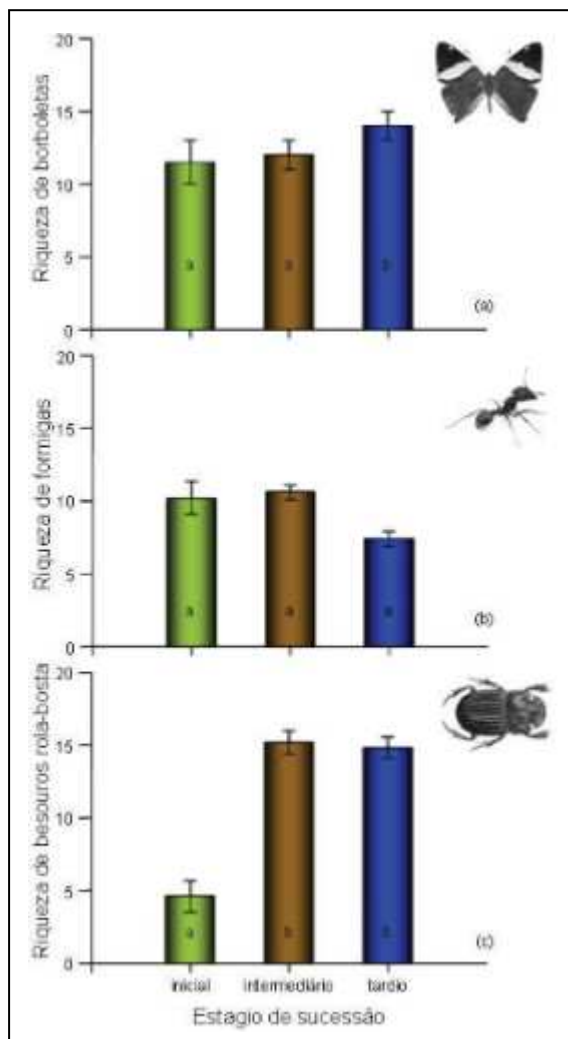 Riqueza de borboletas
20
15
10
5
0
a
a
(a)
Riqueza de formigas
20
15
10
5
0
a
a
a
(b)
Riqueza de besouros rola-bosta
20
15
10
5
0
a
b
(c)
inicial
intermediário
tardio
Estagio de sucessão